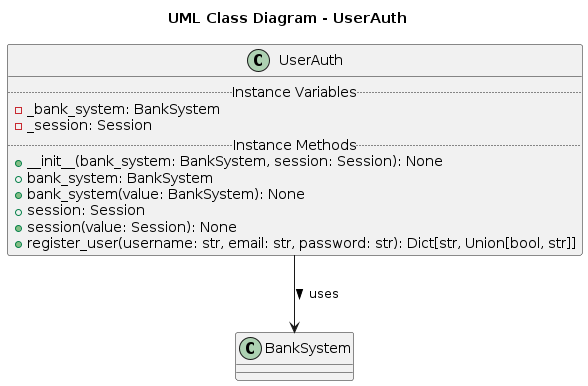 UML Class Diagram - UserAuth
C UserAuth
Instance Variables
_bank_system: BankSystem
_session: Session
Instance Methods
__init__(bank_system: BankSystem, session: Session): None
bank_system: BankSystem
bank_system(value: BankSystem): None
session: Session
session(value: Session): None
register_user(username: str, email: str, password: str): Dict[str, Union[bool, str]]
uses
C BankSystem